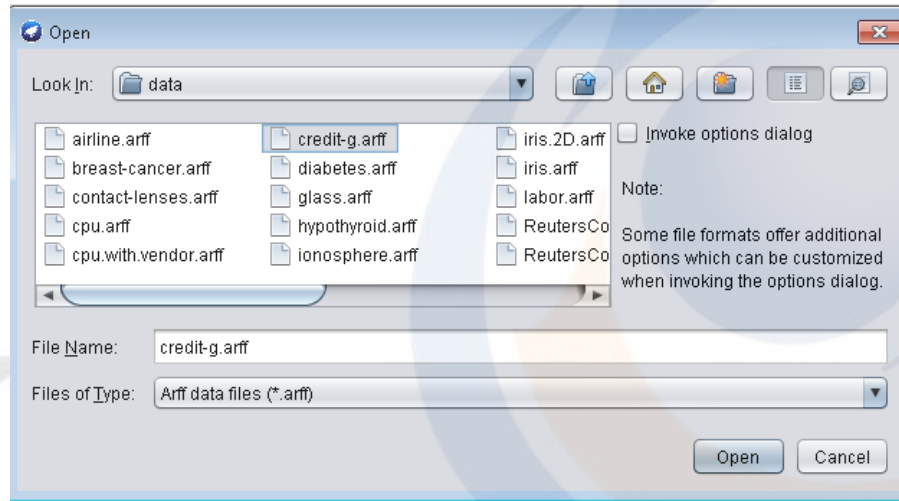 Open
Look In: data
airline.arff
breast-cancer.arff
contact-lenses.arff
cpu.arff
cpu.with.vendor.arff
credit-g.arff
diabetes.arff
glass.arff
hypothyroid.arff
ionosphere.arff
iris.2D.arff
iris.arff
labor.arff
ReutersCo
ReutersCo
Invoke options dialog
Note:
Some file formats offer additional
options which can be customized
when invoking the options dialog.
File Name: credit-g.arff
Files of Type: Arff data files (*.arff)
Open Cancel